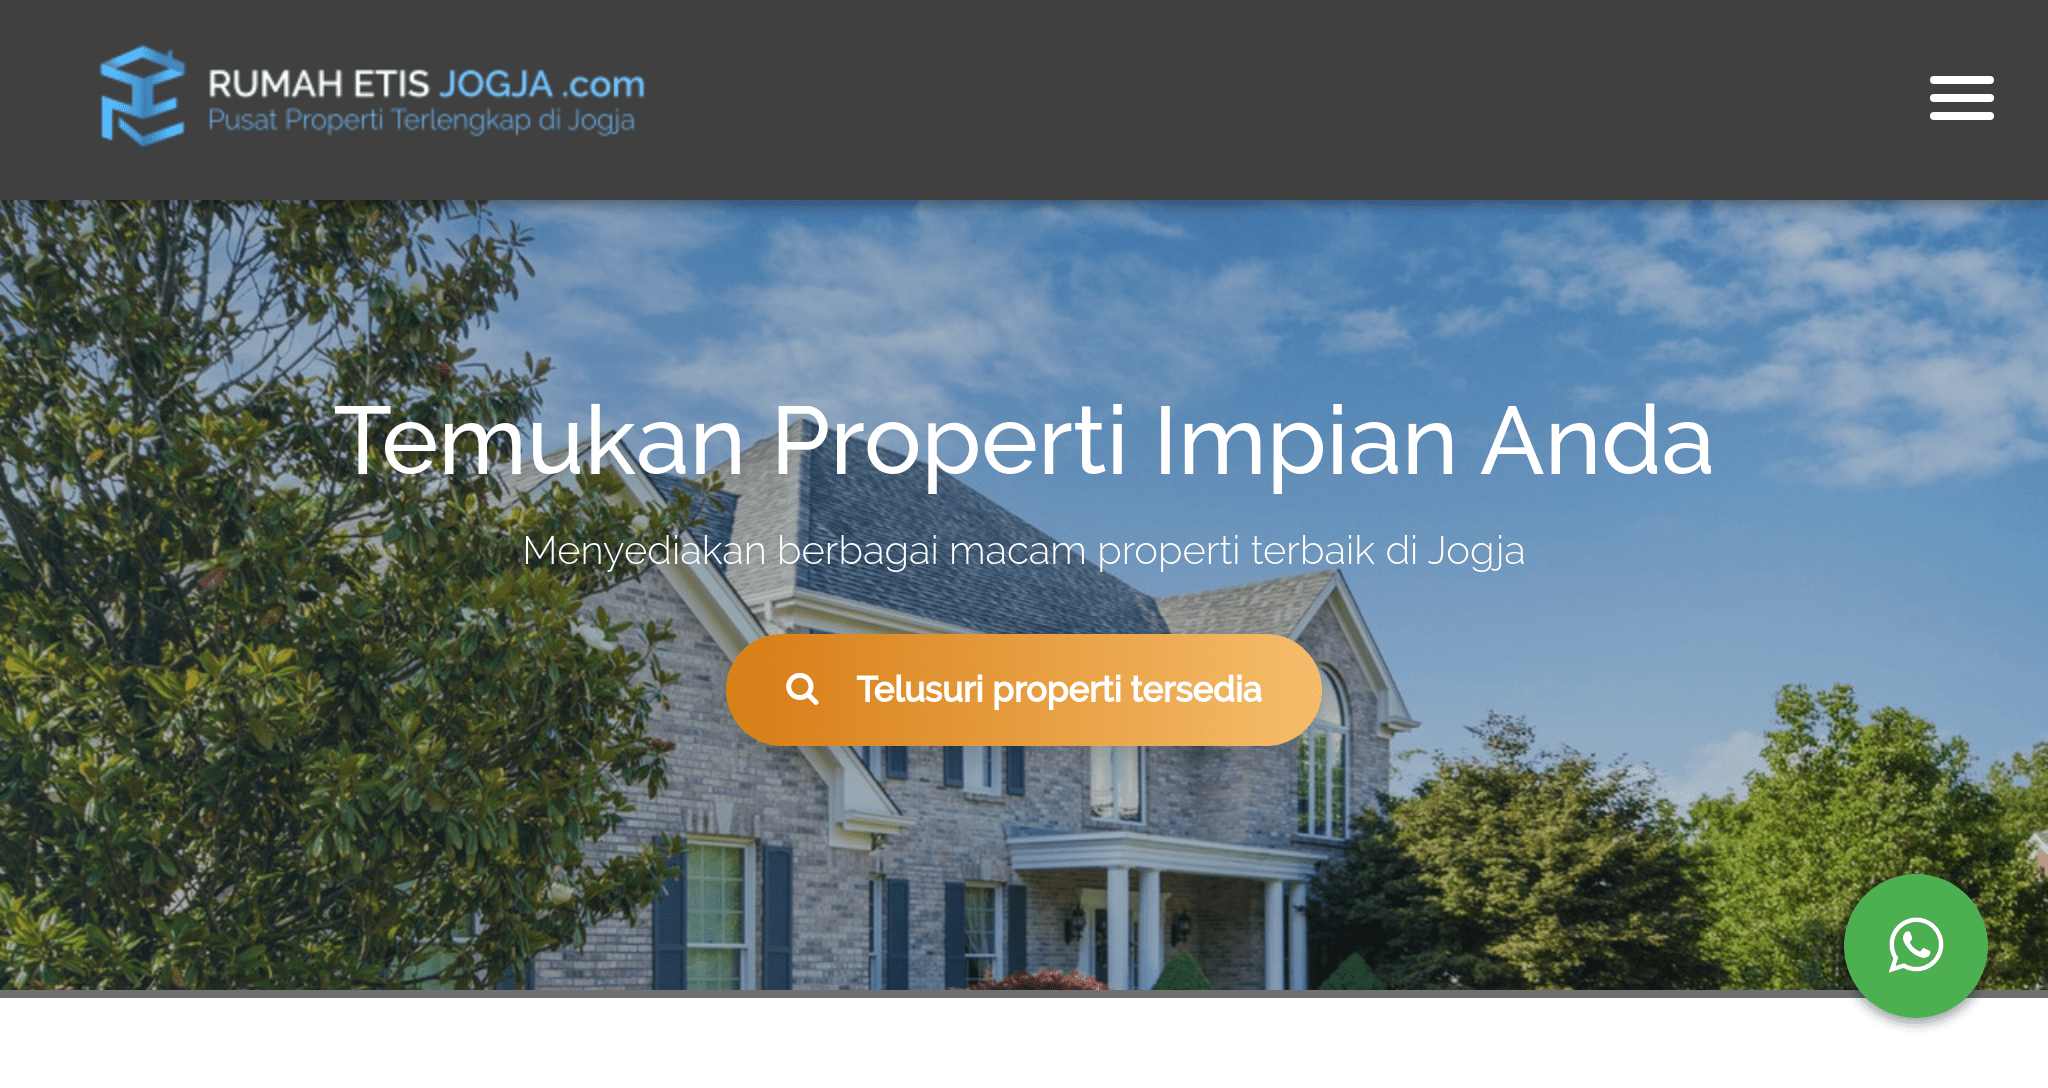 RUMAH ETIS JOGJA .com
Pusat Properti Terlengkap di Jogja
Temukan Properti Impian Anda
Menyediakan berbagai macam properti terbaik di Jogja
Telusuri properti tersedia